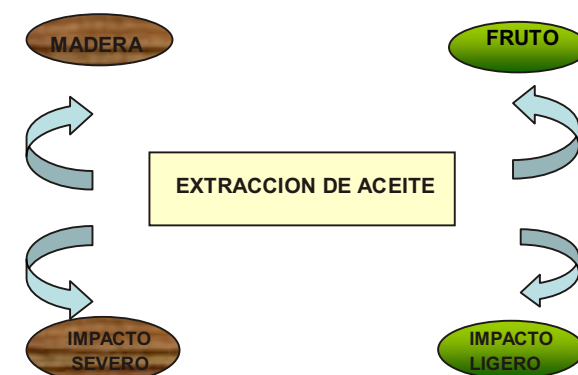 MADERA
FRUTO
EXTRACCION DE ACEITE
IMPACTO
SEVERO
IMPACTO
LIGERO